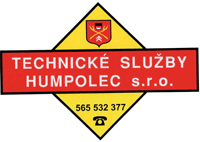 TECHNICKÉ SLUŽBY
HUMPOLEC s.r.o.
565 532 377